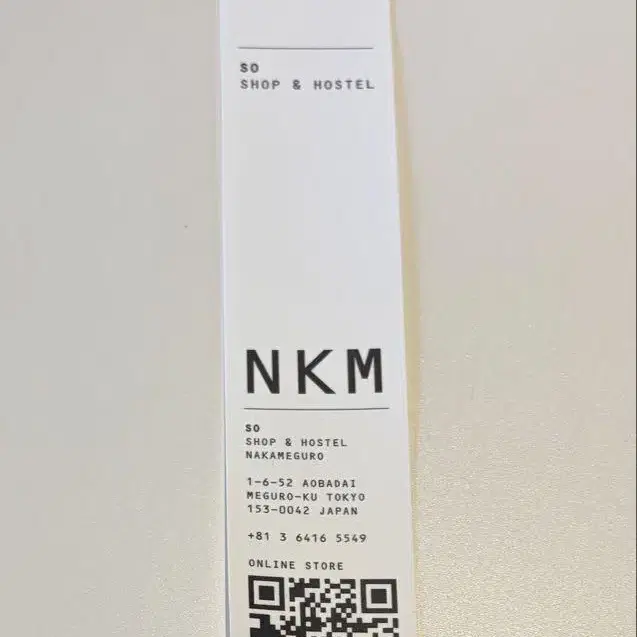 SO
SHOP & HOSTEL
NKM
SO
SHOP & HOSTEL
NAKAMEGURO
1-6-52 AOBADAI
MEGURO-KU TOKYO
153-0042 JAPAN
+81 3 6416 5549
ONLINE STORE